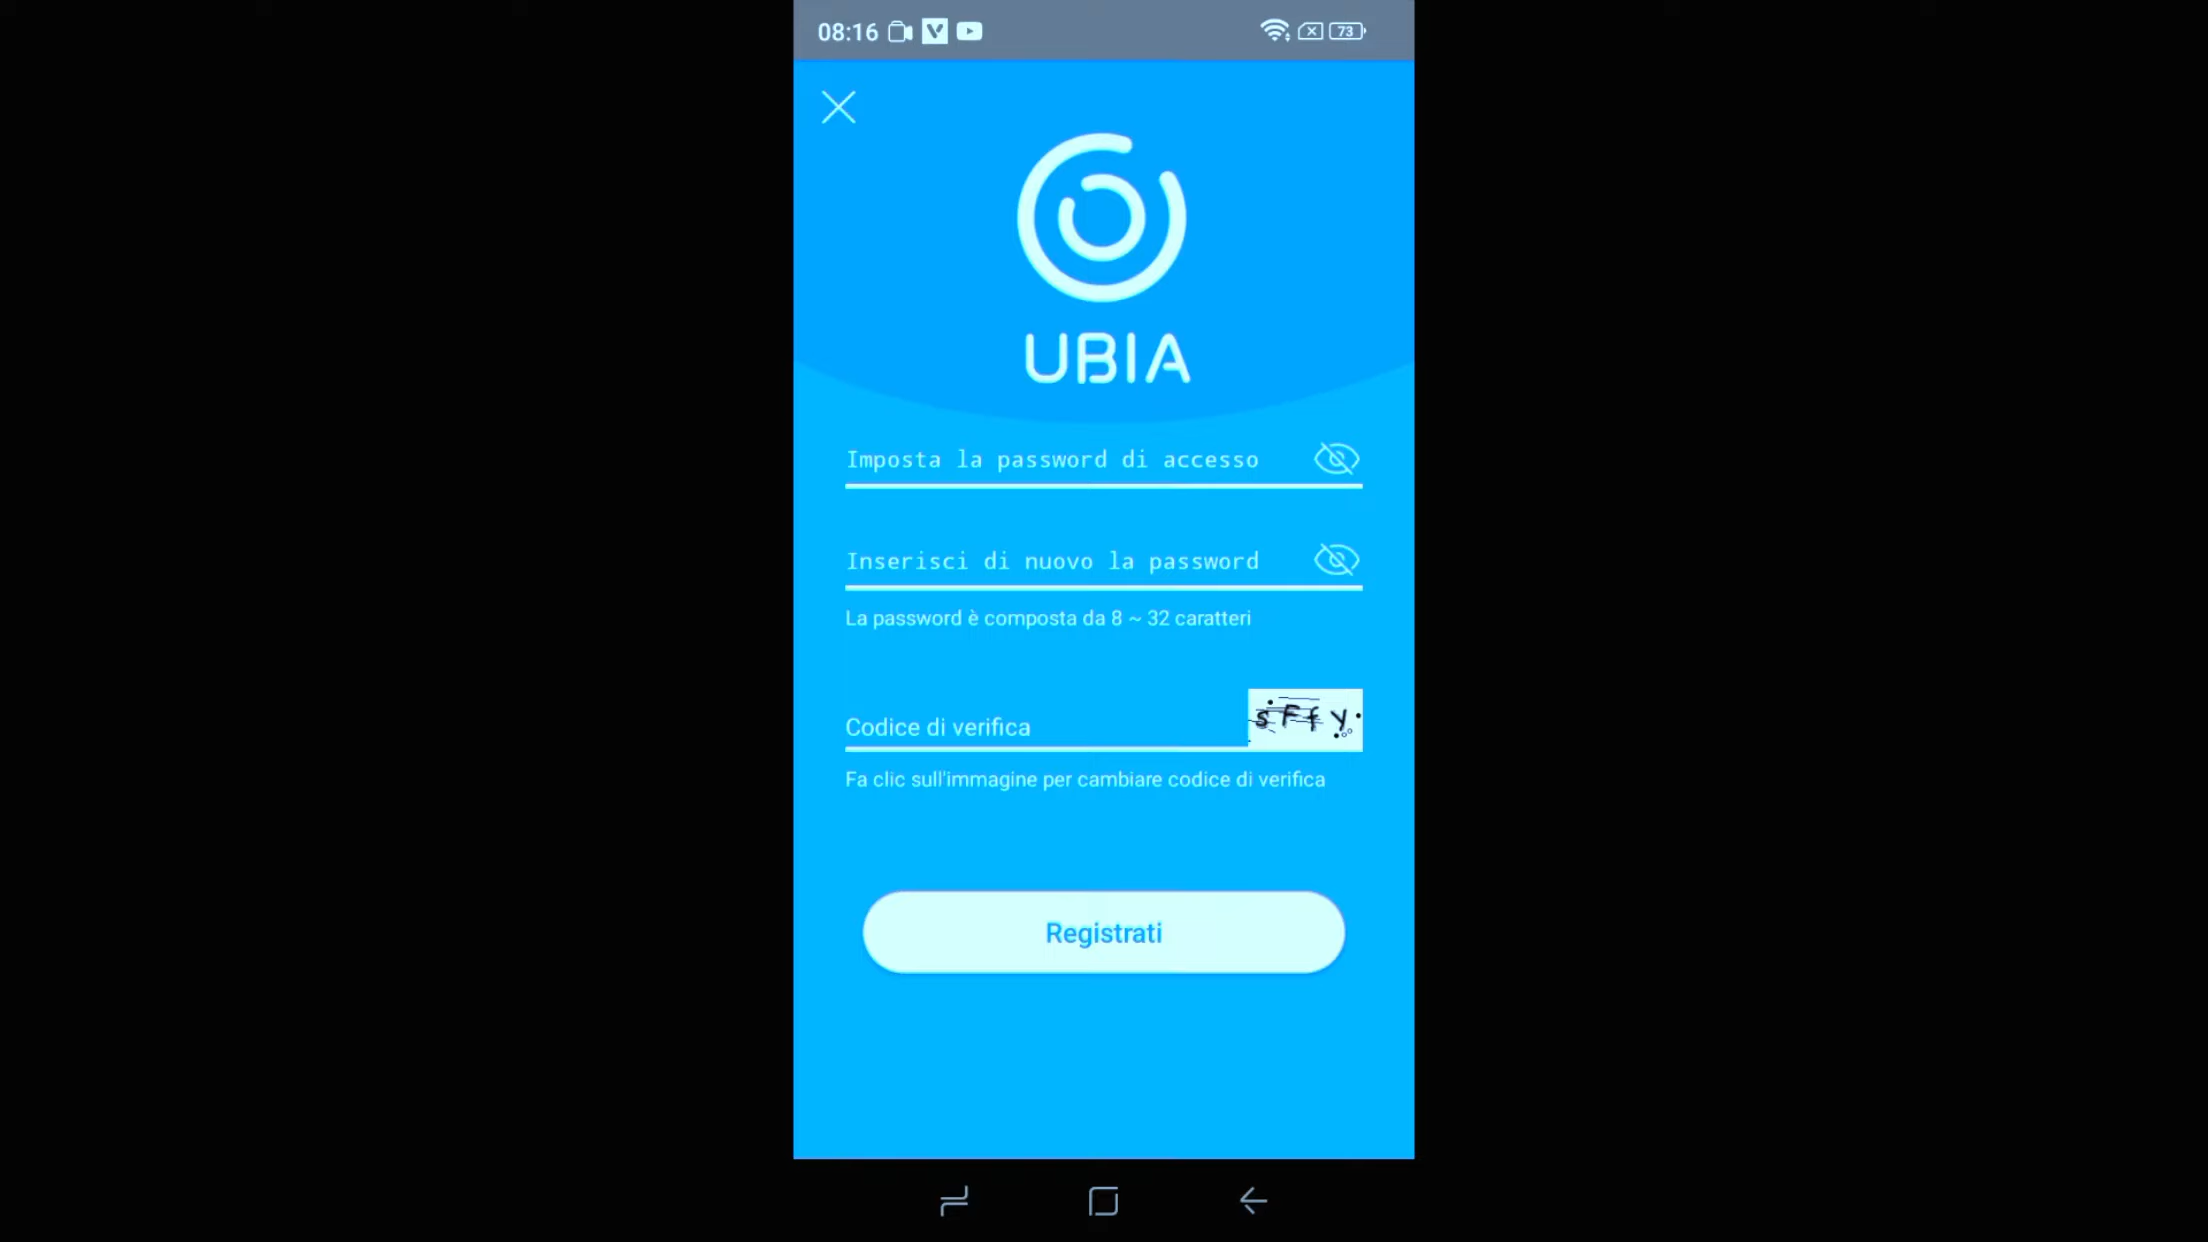 08:16
73
UBIA
Imposta la password di accesso
Inserisci di nuovo la password
La password è composta da 8 ~ 32 caratteri
Codice di verifica
sFfy
Fa clic sull'immagine per cambiare codice di verifica
Registrati